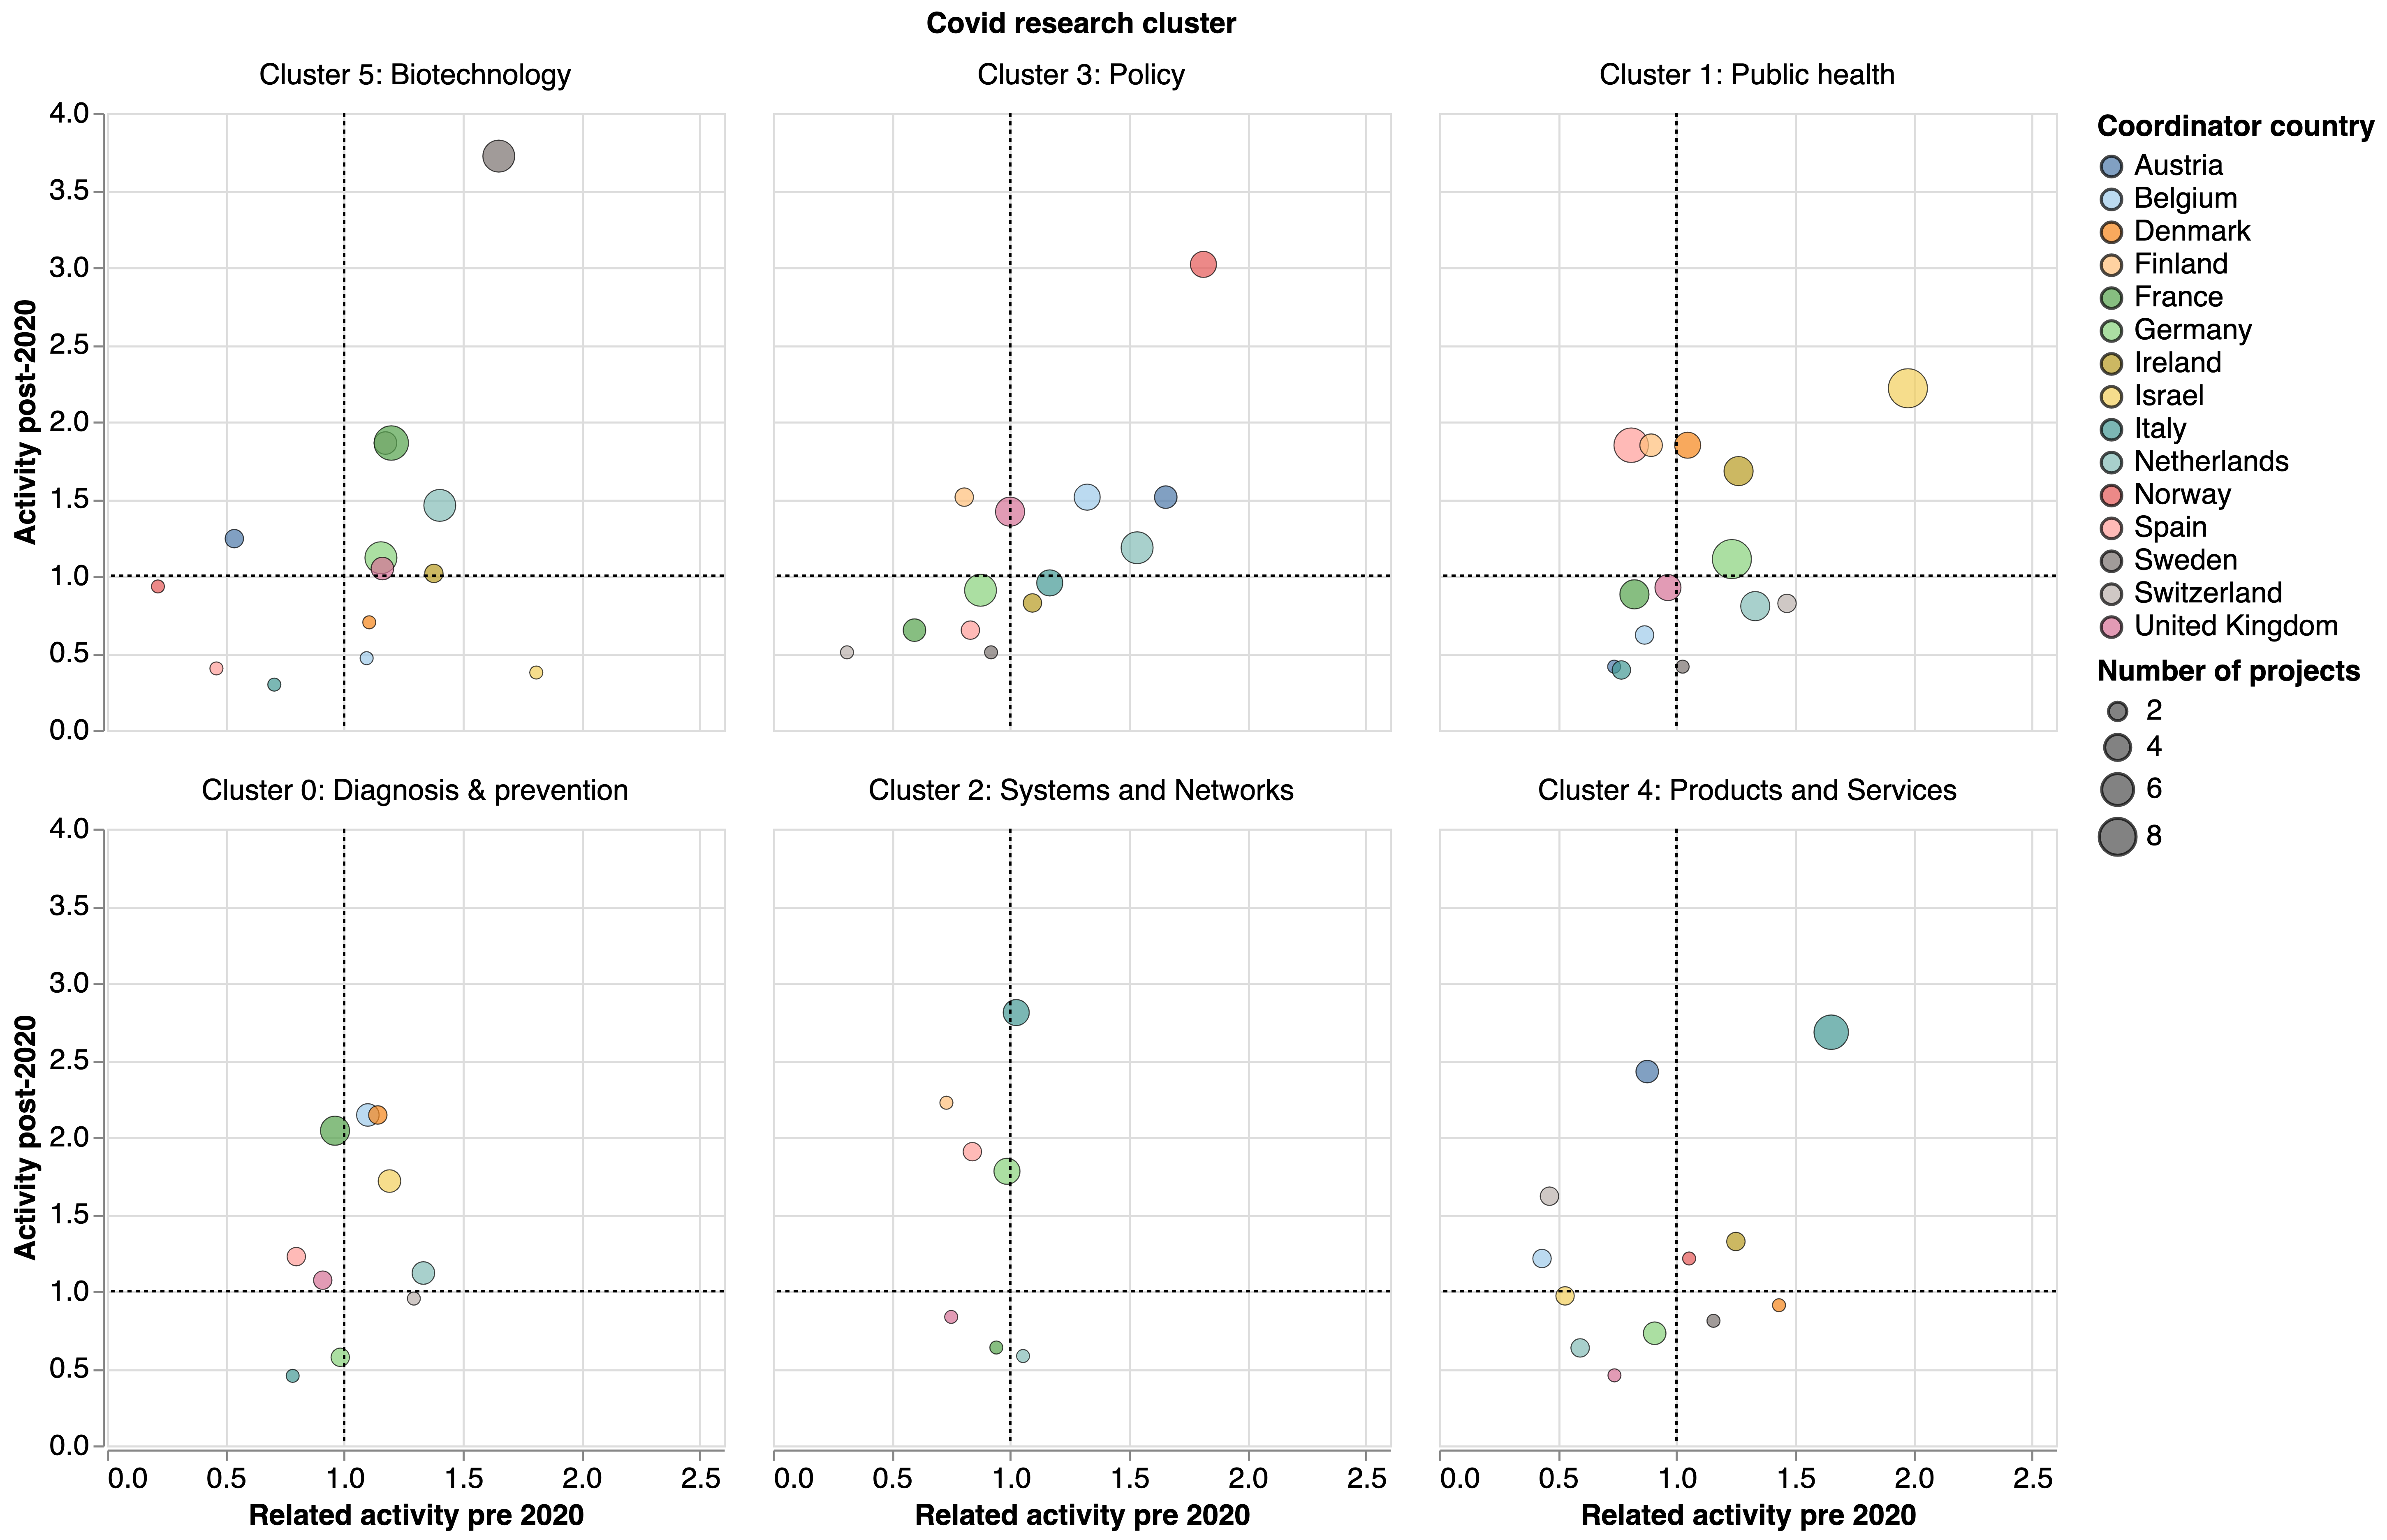 Covid research cluster
Cluster 5: Biotechnology
Cluster 3: Policy
Cluster 1: Public health
4.0
3.5
3.0
2.5
2.0
1.5
1.0
0.5
0.0
Activity post-2020
Coordinator country
Austria
Belgium
Denmark
Finland
France
Germany
Ireland
Israel
Italy
Netherlands
Norway
Spain
Sweden
Switzerland
United Kingdom
Number of projects
2
4
6
8
Cluster 0: Diagnosis & prevention
Cluster 2: Systems and Networks
Cluster 4: Products and Services
4.0
3.5
3.0
2.5
2.0
1.5
1.0
0.5
0.0
Activity post-2020
0.0 0.5 1.0 1.5 2.0 2.5
0.0 0.5 1.0 1.5 2.0 2.5
0.0 0.5 1.0 1.5 2.0 2.5
Related activity pre 2020
Related activity pre 2020
Related activity pre 2020